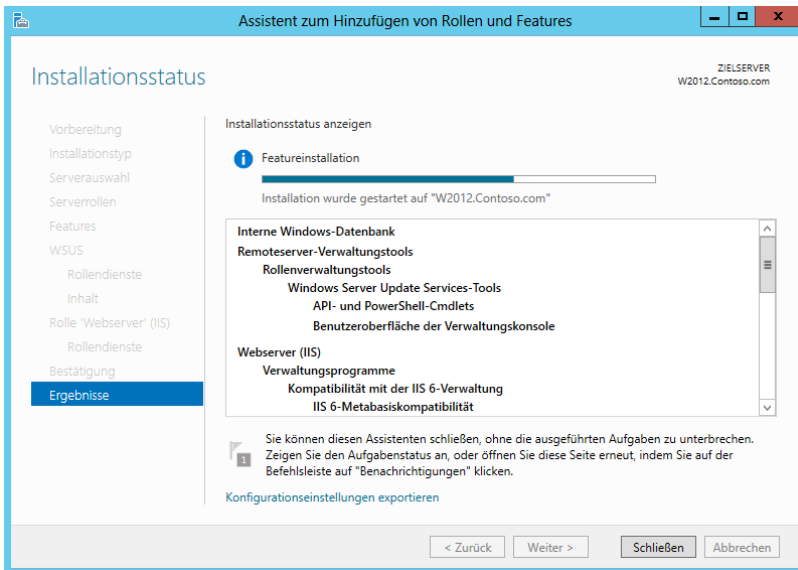 Assistent zum Hinzufügen von Rollen und Features
Installationsstatus
ZIELSERVER
W2012.Contoso.com
Vorbereitung
Installationstyp
Serverauswahl
Serverrollen
Features
WSUS
Rollendienste
Inhalt
Rolle 'Webserver' (IIS)
Rollendienste
Bestätigung
Ergebnisse
Installationsstatus anzeigen
Featureinstallation
Installation wurde gestartet auf "W2012.Contoso.com"
Interne Windows-Datenbank
Remoteserver-Verwaltungstools
Rollenverwaltungstools
Windows Server Update Services-Tools
API- und PowerShell-Cmdlets
Benutzeroberfläche der Verwaltungskonsole
Webserver (IIS)
Verwaltungsprogramme
Kompatibilität mit der IIS 6-Verwaltung
IIS 6-Metabasiskompatibilität
1
Sie können diesen Assistenten schließen, ohne die ausgeführten Aufgaben zu unterbrechen.
Zeigen Sie den Aufgabenstatus an, oder öffnen Sie diese Seite erneut, indem Sie auf der
Befehlsleiste auf "Benachrichtigungen" klicken.
Konfigurationseinstellungen exportieren
< Zurück
Weiter >
Schließen
Abbrechen